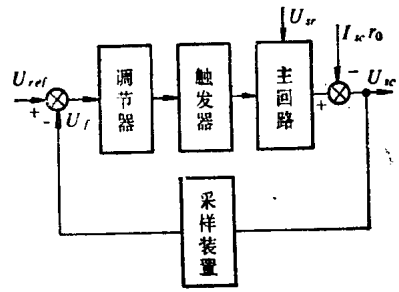 U_sr
I_sc r_0
U_ref
+
-
U_f
调节器
触发器
主回路
+
-
U_sc
采样装置